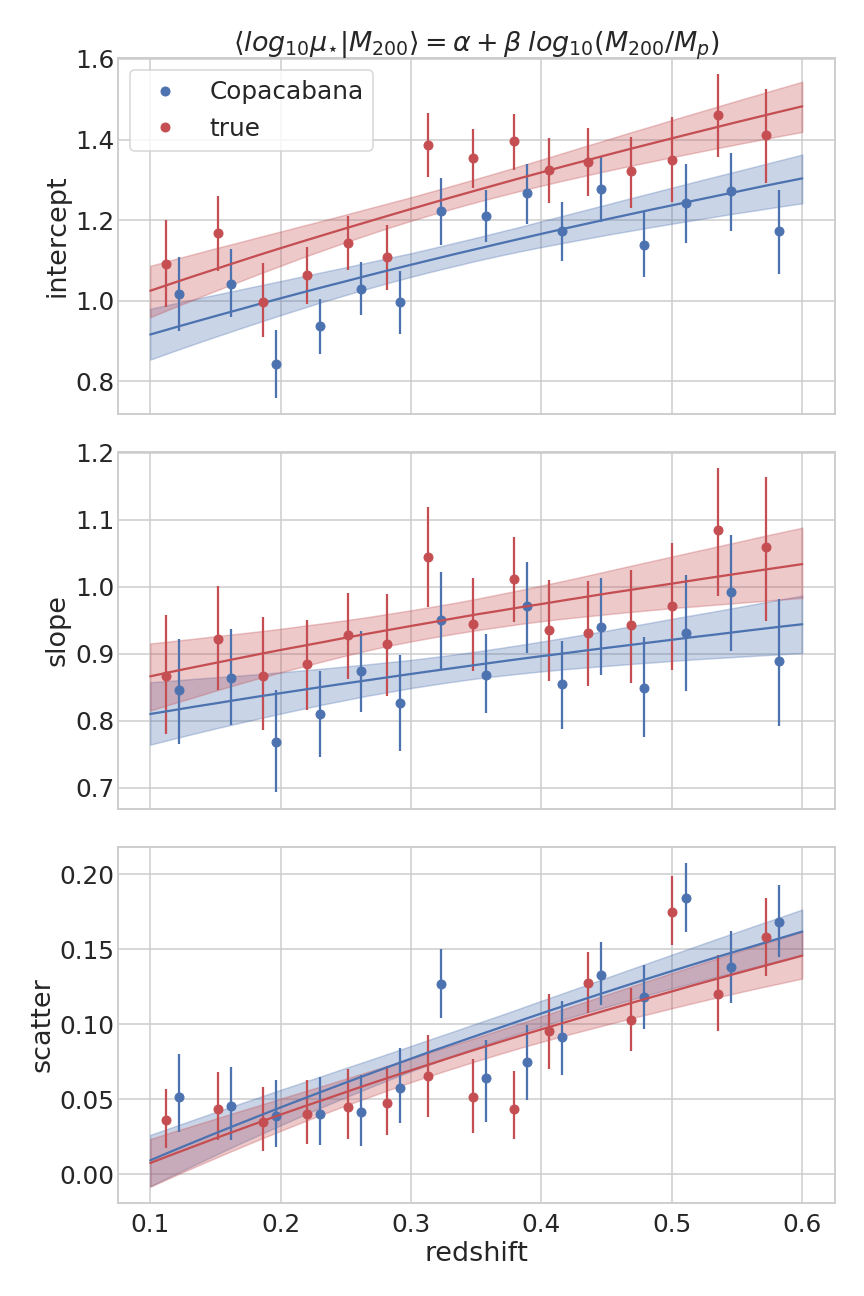 ⟨log₁₀μ⋆|M₂₀₀⟩ = α + β log₁₀(M₂₀₀/Mₚ)
1.6
Copacabana
true
1.4
1.2
1.0
0.8
intercept
1.2
1.1
1.0
0.9
0.8
0.7
slope
0.20
0.15
0.10
0.05
0.00
scatter
0.1 0.2 0.3 0.4 0.5 0.6
redshift